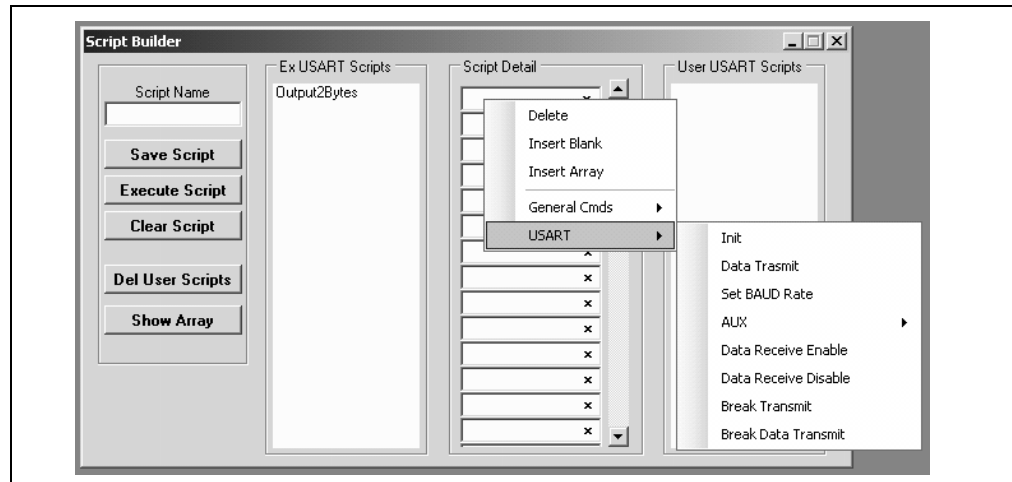 Script Builder
Script Name
Save Script
Execute Script
Clear Script
Del User Scripts
Show Array
Ex USART Scripts
Output2Bytes
Script Detail
Delete
Insert Blank
Insert Array
General Cmds
USART
User USART Scripts
Init
Data Trasmit
Set BAUD Rate
AUX
Data Receive Enable
Data Receive Disable
Break Transmit
Break Data Transmit